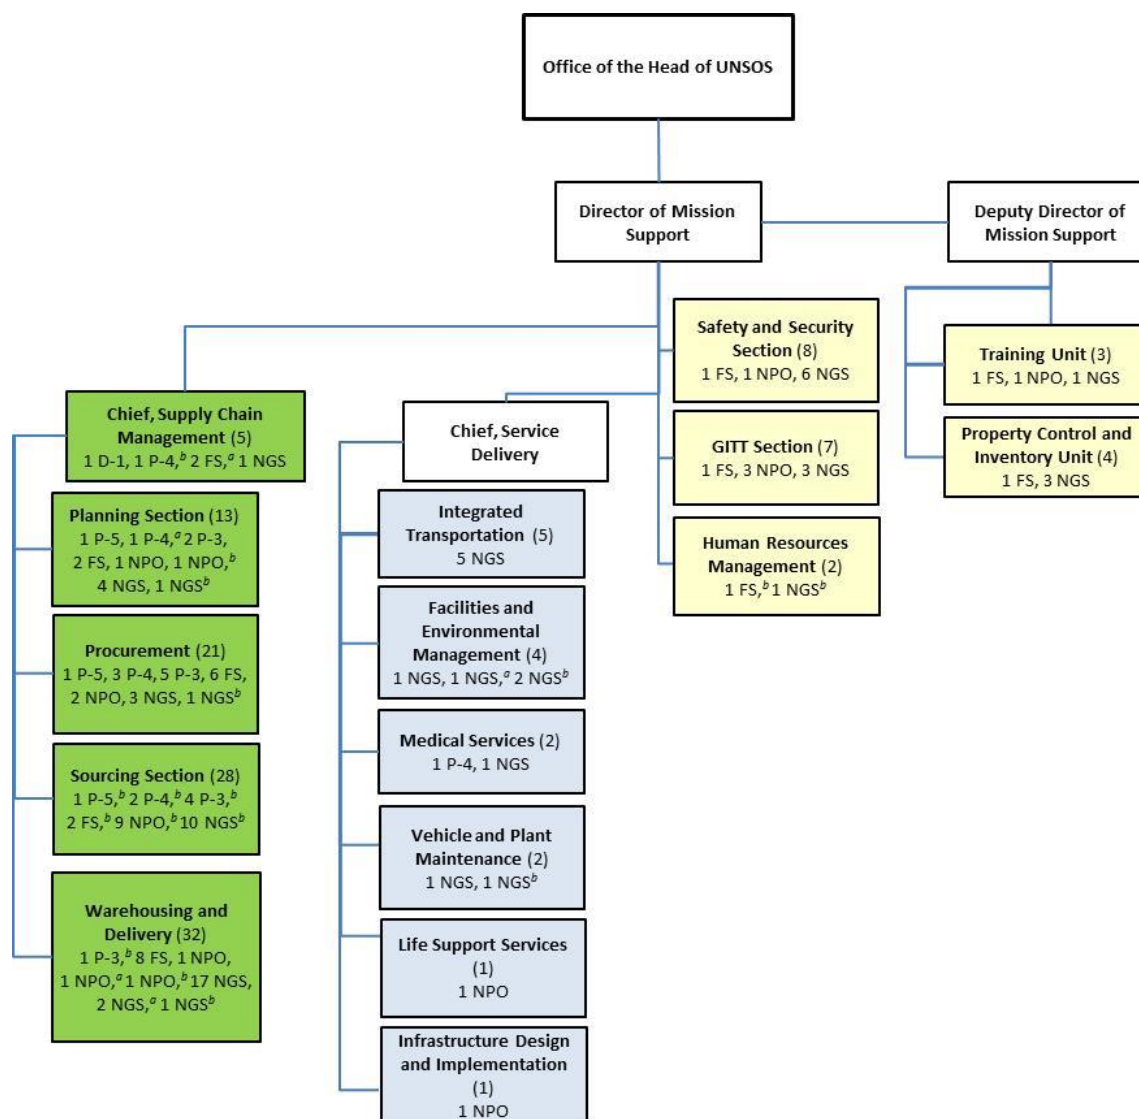 Office of the Head of UNSOS
Director of Mission
Support
Deputy Director of
Mission Support
Safety and Security
Section (8)
1 FS, 1 NPO, 6 NGS
GITT Section (7)
1 FS, 3 NPO, 3 NGS
Human Resources
Management (2)
1 FS,ᵇ 1 NGSᵇ
Training Unit (3)
1 FS, 1 NPO, 1 NGS
Property Control and
Inventory Unit (4)
1 FS, 3 NGS
Chief, Supply Chain
Management (5)
1 D-1, 1 P-4,ᵇ 2 FS,ᵃ 1 NGS
Planning Section (13)
1 P-5, 1 P-4,ᵃ 2 P-3,
2 FS, 1 NPO, 1 NPO,ᵇ
4 NGS, 1 NGSᵇ
Procurement (21)
1 P-5, 3 P-4, 5 P-3, 6 FS,
2 NPO, 3 NGS, 1 NGSᵇ
Sourcing Section (28)
1 P-5,ᵇ 2 P-4,ᵇ 4 P-3,ᵇ
2 FS,ᵇ 9 NPO,ᵇ 10 NGSᵇ
Warehousing and
Delivery (32)
1 P-3,ᵇ 8 FS, 1 NPO,
1 NPO,ᵃ 1 NPO,ᵇ 17 NGS,
2 NGS,ᵃ 1 NGSᵇ
Chief, Service
Delivery
Integrated
Transportation (5)
5 NGS
Facilities and
Environmental
Management (4)
1 NGS, 1 NGS,ᵃ 2 NGSᵇ
Medical Services (2)
1 P-4, 1 NGS
Vehicle and Plant
Maintenance (2)
1 NGS, 1 NGSᵇ
Life Support Services
(1)
1 NPO
Infrastructure Design
and Implementation
(1)
1 NPO